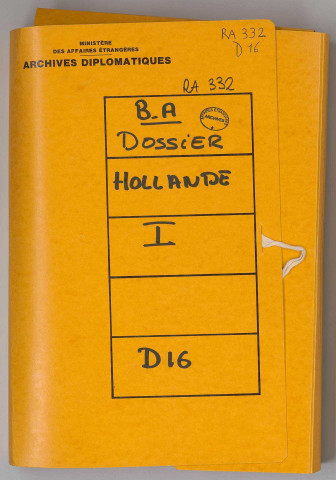 MINISTÈRE
DES AFFAIRES ÉTRANGÈRES
ARCHIVES DIPLOMATIQUES
RA 332
D 16
RA 332
B.A
DOSSiER
HOLLANDE
I
D16